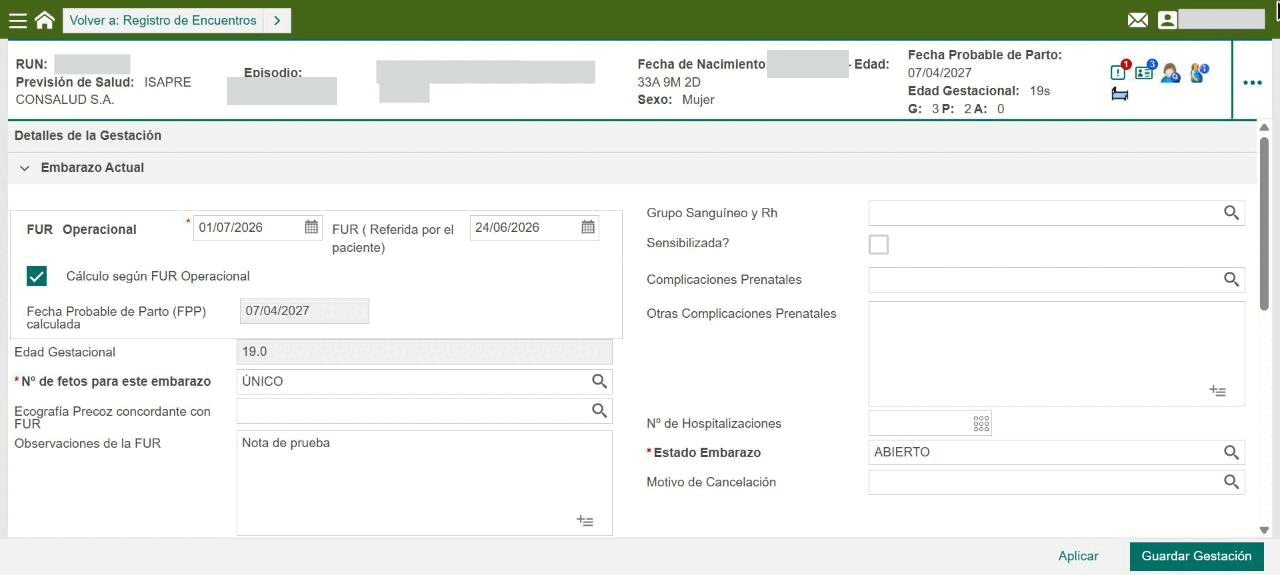 Volver a: Registro de Encuentros
RUN:
Previsión de Salud: ISAPRE
CONSALUD S.A.
Episodio:
Fecha de Nacimiento - Edad:
33A 9M 2D
Sexo: Mujer
Fecha Probable de Parto:
07/04/2027
Edad Gestacional: 19s
G: 3 P: 2 A: 0
1
3
Detalles de la Gestación
Embarazo Actual
FUR Operacional * 01/07/2026
FUR ( Referida por el
paciente) 24/06/2026
Cálculo según FUR Operacional
Fecha Probable de Parto (FPP)
calculada 07/04/2027
Edad Gestacional 19.0
* Nº de fetos para este embarazo ÚNICO
Ecografía Precoz concordante con
FUR
Observaciones de la FUR Nota de prueba
Grupo Sanguíneo y Rh
Sensibilizada?
Complicaciones Prenatales
Otras Complicaciones Prenatales
Nº de Hospitalizaciones
* Estado Embarazo ABIERTO
Motivo de Cancelación
Aplicar
Guardar Gestación